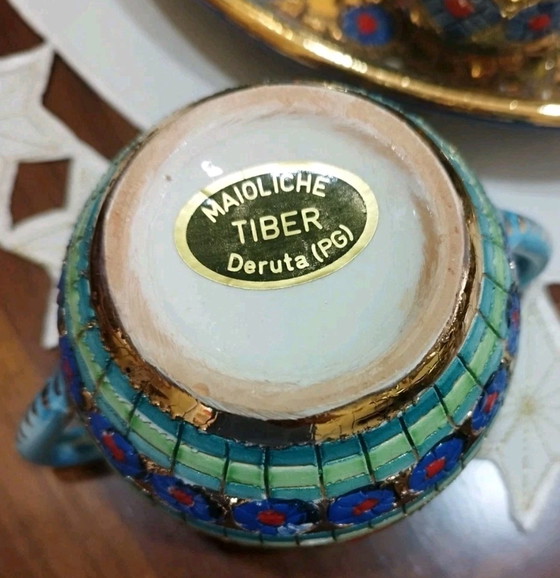 MAIOLICHE
TIBER
Deruta (PG)